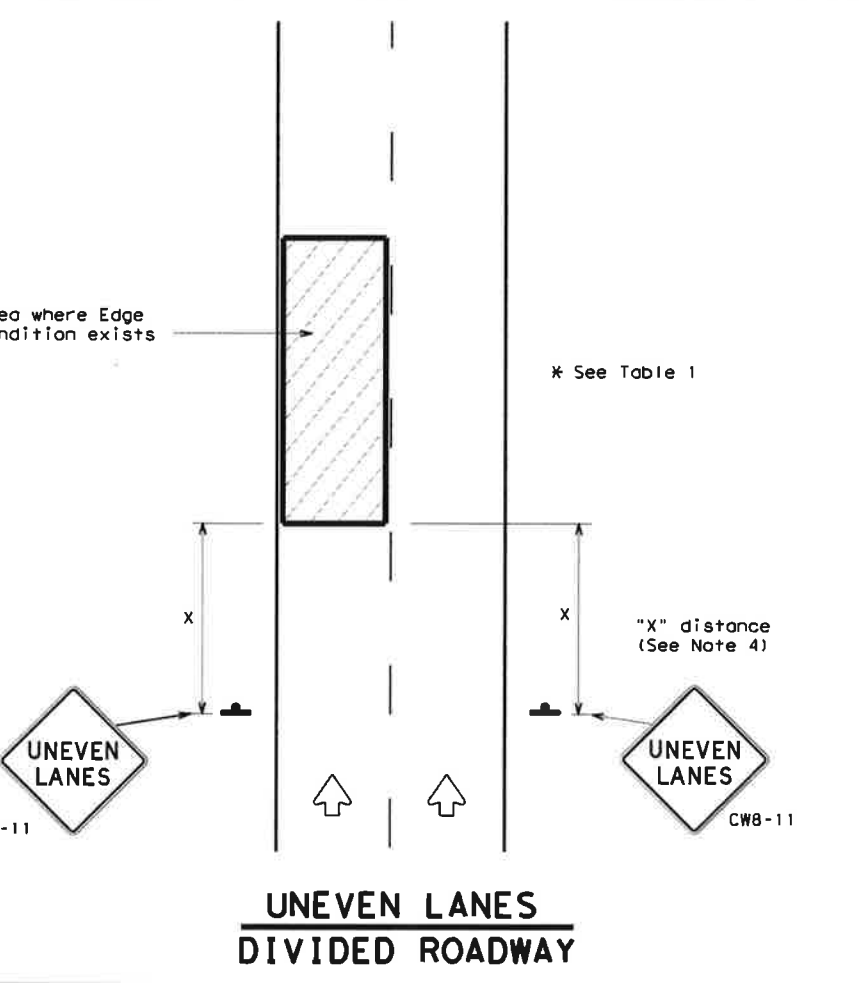 ea where Edge
ndition exists
* See Table 1
X
X
"X" distance
(See Note 4)
UNEVEN
LANES
-11
UNEVEN
LANES
CW8-11
UNEVEN LANES
DIVIDED ROADWAY